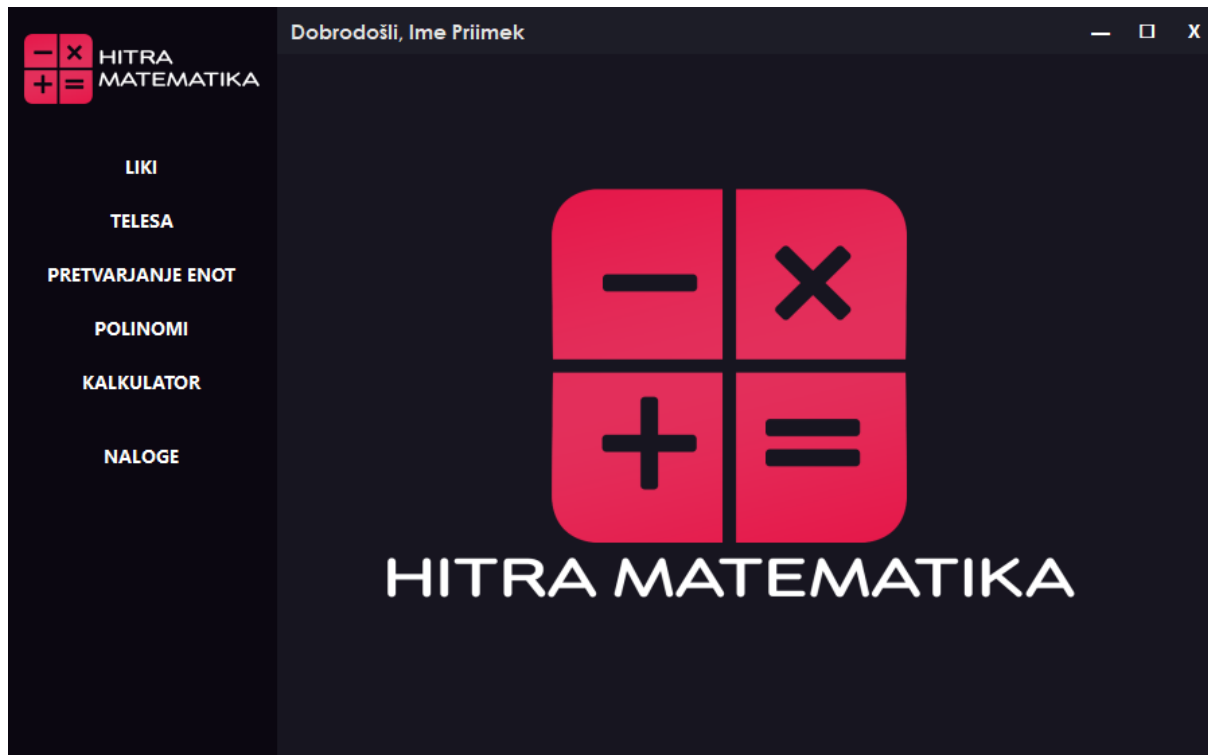 HITRA
MATEMATIKA
Dobrodošli, Ime Priimek
X
LIKI
TELESA
PRETVARJANJE ENOT
POLINOMI
KALKULATOR
NALOGE
HITRA MATEMATIKA